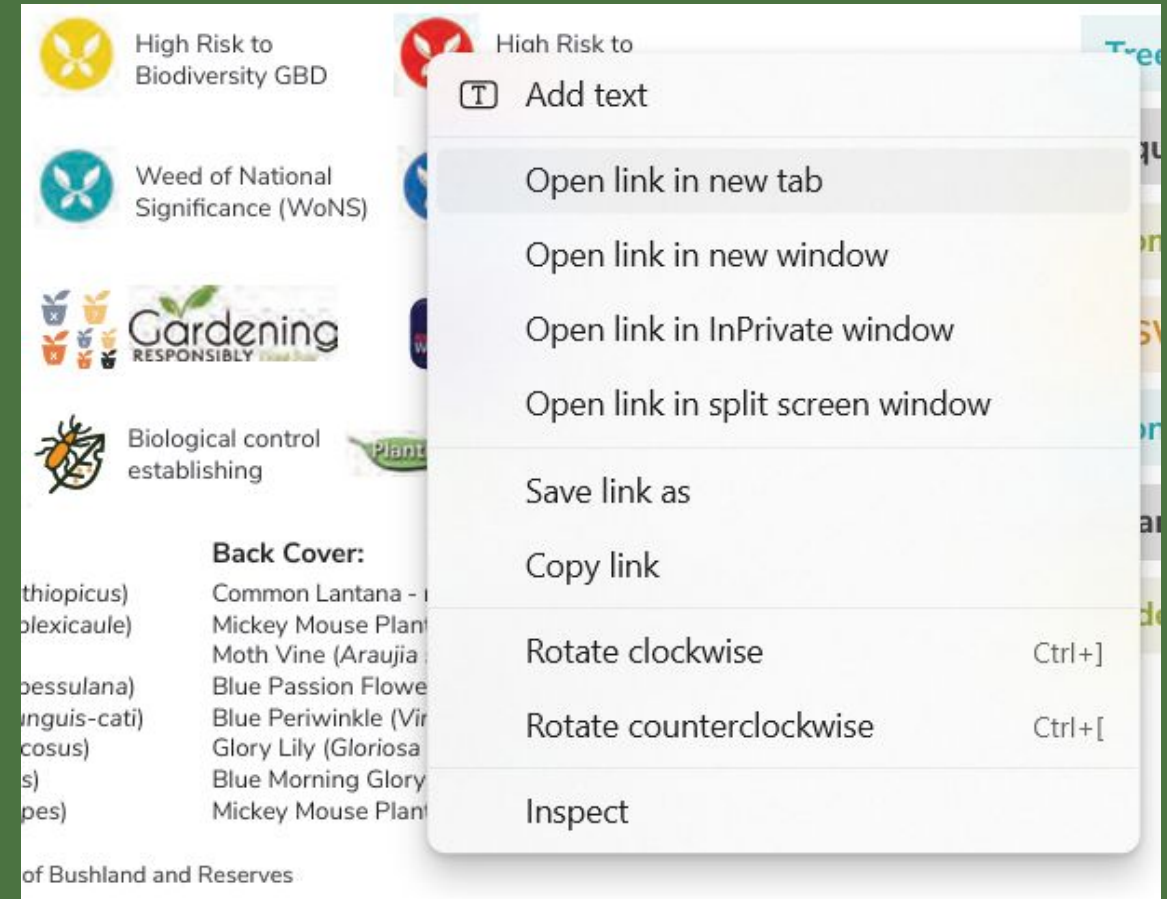 High Risk to
Biodiversity GBD
High Risk to
Tree
Weed of National
Significance (WoNS)
Gardening
RESPONSIBLY
Biological control
establishing
Plant
T Add text
Open link in new tab
Open link in new window
Open link in InPrivate window
Open link in split screen window
Save link as
Copy link
Rotate clockwise Ctrl+]
Rotate counterclockwise Ctrl+[
Inspect
Back Cover:
thiopicus) Common Lantana -
plexicaule) Mickey Mouse Plant
Moth Vine (Araujia
pessulana) Blue Passion Flowe
unguis-cati) Blue Periwinkle (Vin
cosus) Glory Lily (Gloriosa
s) Blue Morning Glory
pes) Mickey Mouse Plant
of Bushland and Reserves